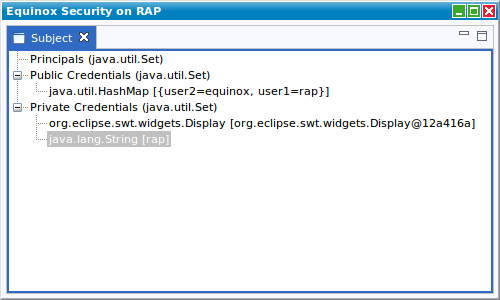 Equinox Security on RAP
Subject
Principals (java.util.Set)
Public Credentials (java.util.Set)
java.util.HashMap [{user2=equinox, user1=rap}]
Private Credentials (java.util.Set)
org.eclipse.swt.widgets.Display [org.eclipse.swt.widgets.Display@12a416a]
java.lang.String [rap]